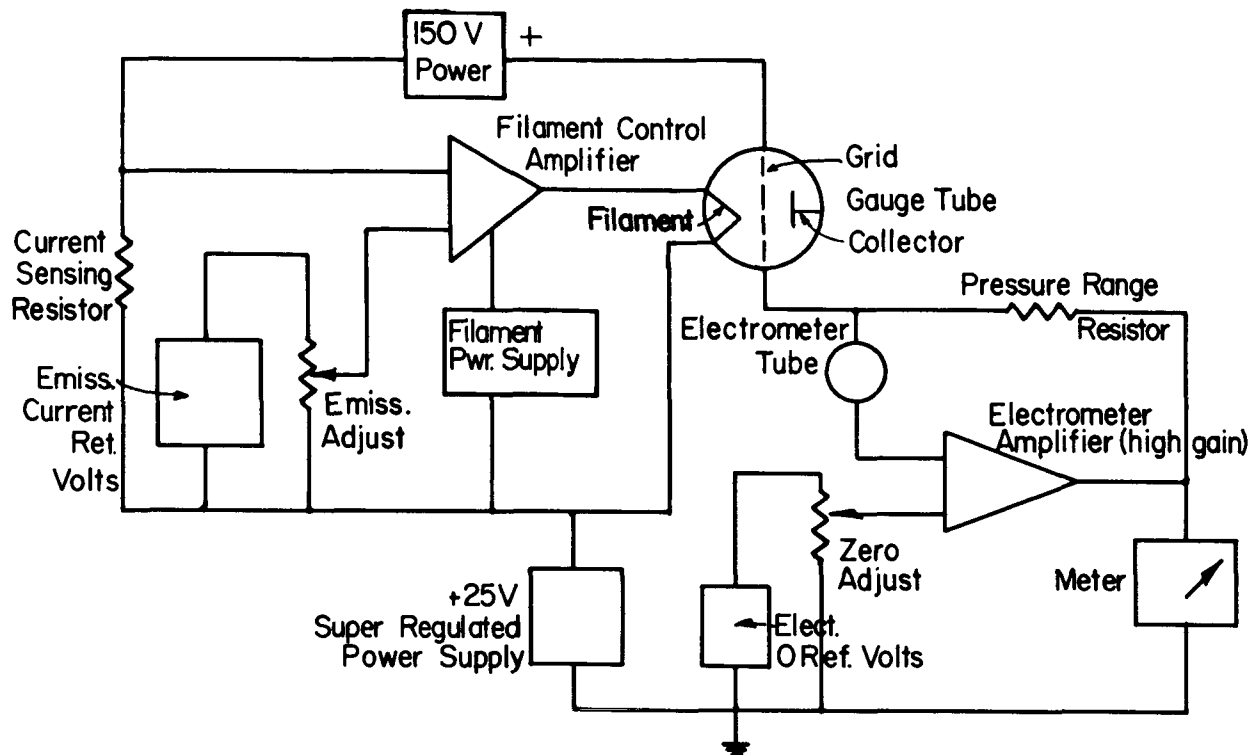 150 V +
Power
Filament Control
Amplifier
Grid
Filament
Gauge Tube
Collector
Current
Sensing
Resistor
Pressure Range
Resistor
Electrometer
Tube
Filament
Pwr. Supply
Emiss.
Current
Ret.
Volts
Emiss.
Adjust
Electrometer
Amplifier (high gain)
Zero
Adjust
Meter
+25V
Super Regulated
Power Supply
Elect.
0 Ref. Volts